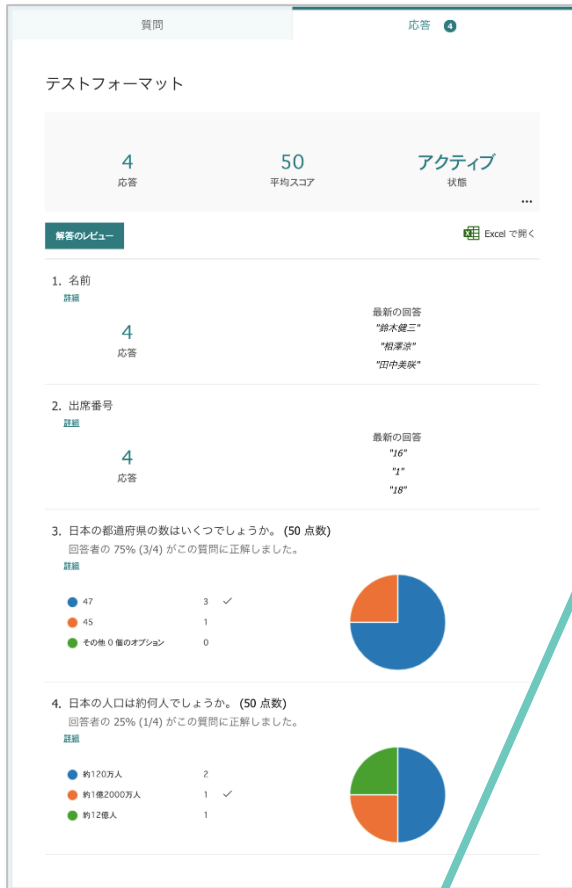 質問
応答 4
テストフォーマット
4
応答
50
平均スコア
アクティブ
状態
...
解答のレビュー
Excel で開く
1. 名前
詳細
4
応答
最新の回答
"鈴木健三"
"相澤涼"
"田中美咲"
2. 出席番号
詳細
4
応答
最新の回答
"16"
"1"
"18"
3. 日本の都道府県の数はいくつでしょうか。 (50 点数)
回答者の 75% (3/4) がこの質問に正解しました。
詳細
47 3 ✓
45 1
その他 0 個のオプション 0
4. 日本の人口は約何人でしょうか。 (50 点数)
回答者の 25% (1/4) がこの質問に正解しました。
詳細
約120万人 2
約1億2000万人 1 ✓
約12億人 1